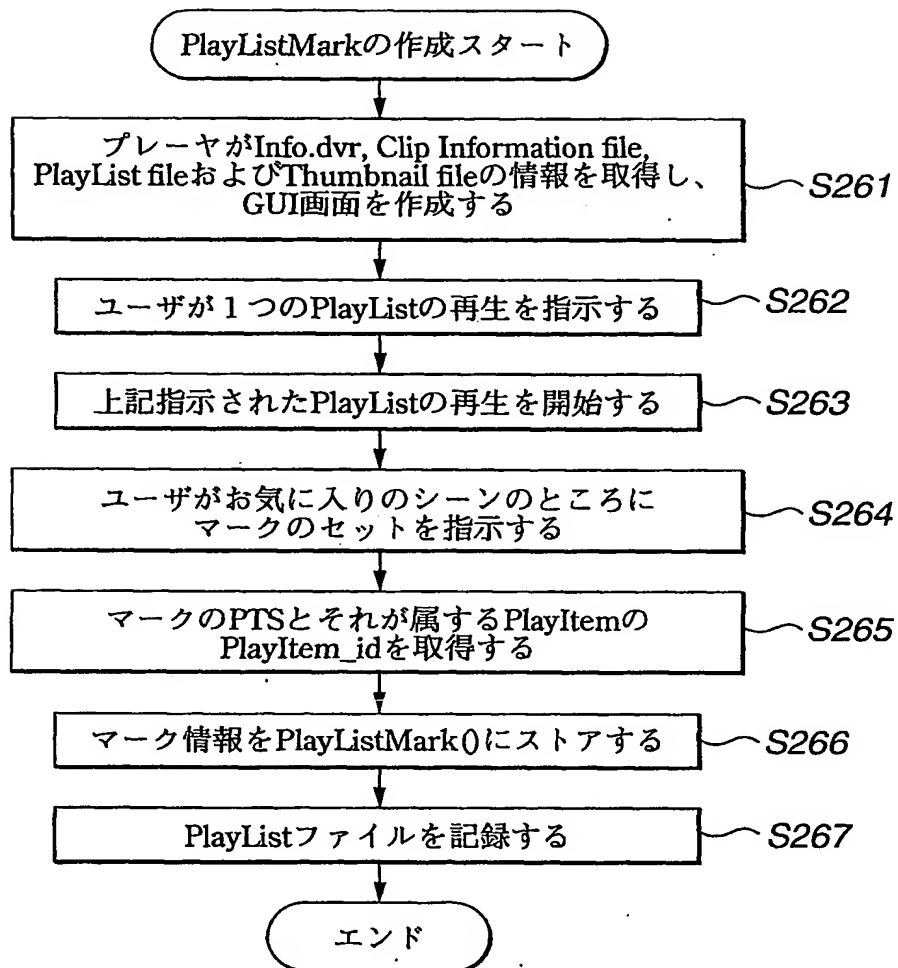 PlayListMarkの作成スタート
プレーヤがInfo.dvr, Clip Information file,
PlayList fileおよびThumbnail fileの情報を取得し、
GUI画面を作成する
S261
ユーザが1つのPlayListの再生を指示する
S262
上記指示されたPlayListの再生を開始する
S263
ユーザがお気に入りのシーンのところに
マークのセットを指示する
S264
マークのPTSとそれが属するPlayItemの
PlayItem_idを取得する
S265
マーク情報をPlayListMark()にストアする
S266
PlayListファイルを記録する
S267
エンド